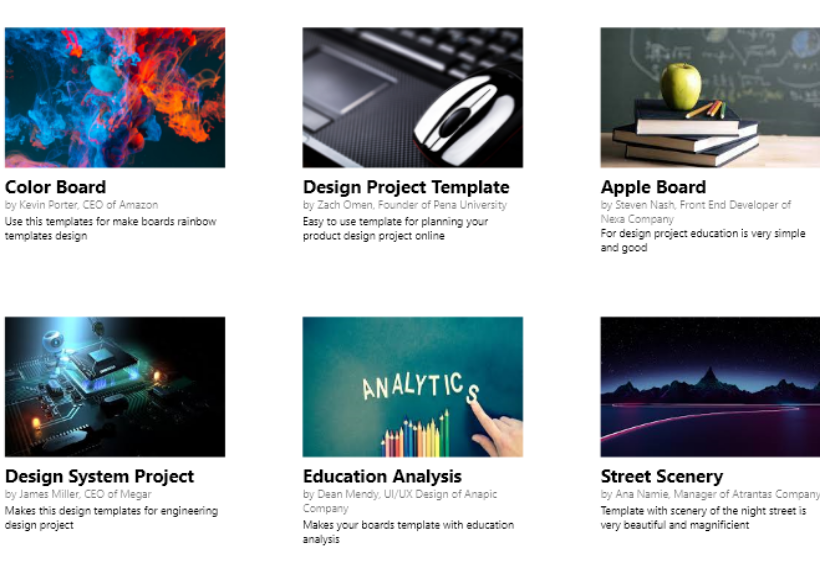 Color Board
by Kevin Porter, CEO of Amazon
Use this templates for make boards rainbow
templates design
Design Project Template
by Zach Omen, Founder of Pena University
Easy to use template for planning your
product design project online
Apple Board
by Steven Nash, Front End Developer of
Nexa Company
For design project education is very simple
and good
Design System Project
by James Miller, CEO of Megar
Makes this design templates for engineering
design project
ANALYTICS
Education Analysis
by Dean Mendy, UI/UX Design of Anapic
Company
Makes your boards template with education
analysis
Street Scenery
by Ana Namie, Manager of Atrantas Company
Template with scenery of the night street is
very beautiful and magnificient